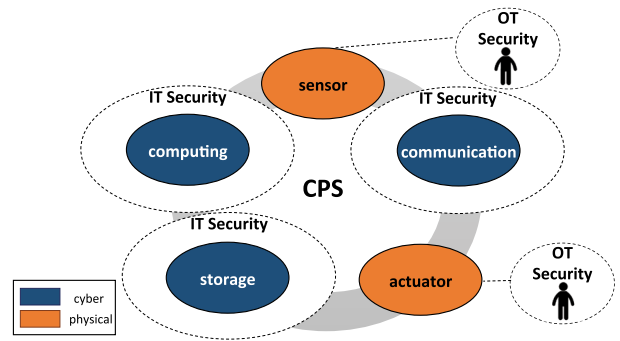 OT
Security
sensor
IT Security
IT Security
computing
communication
CPS
IT Security
OT
Security
storage
actuator
cyber
physical